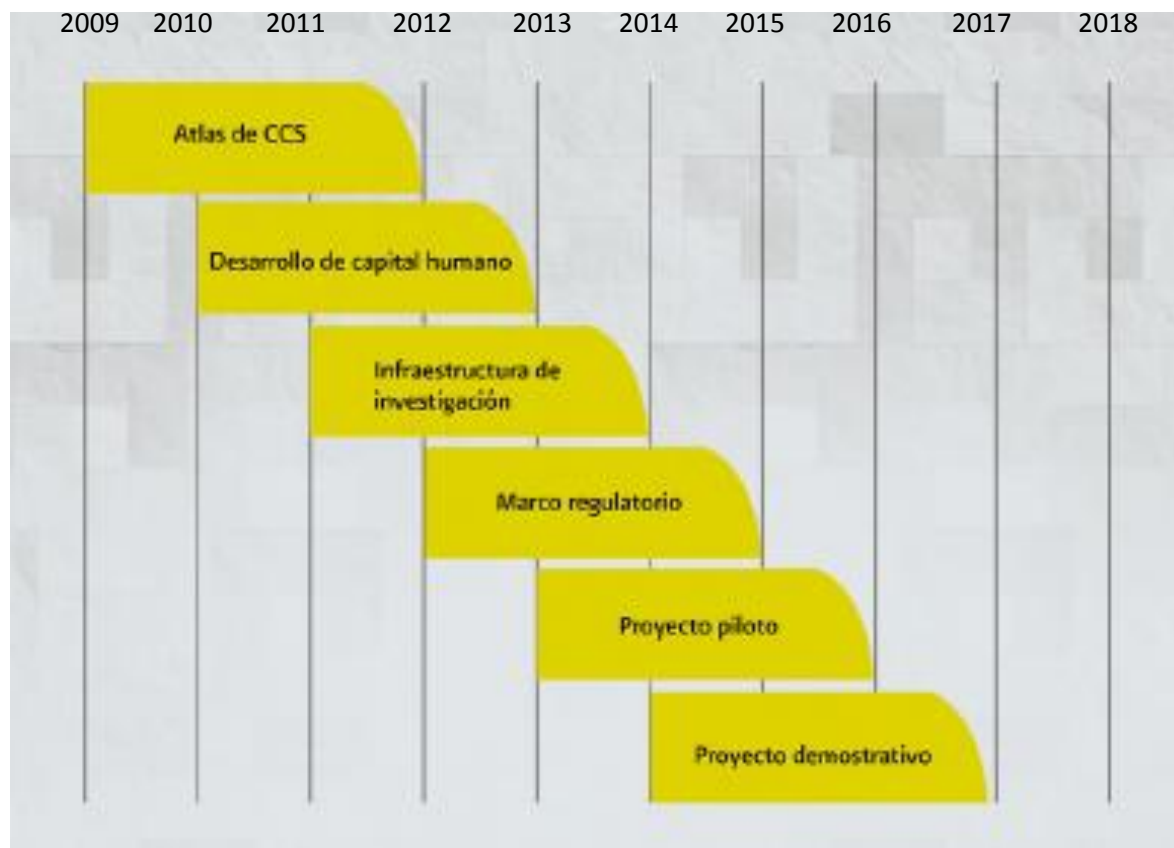 2009 2010 2011 2012 2013 2014 2015 2016 2017 2018
Atlas de CCS
Desarrollo de capital humano
Infraestructura de
investigación
Marco regulatorio
Proyecto piloto
Proyecto demostrativo